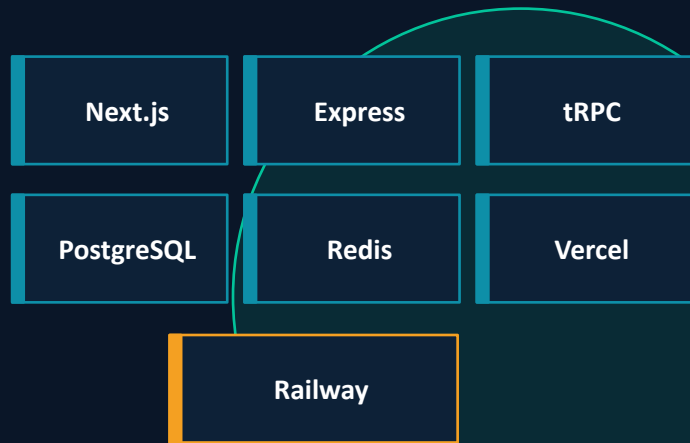 Next.js
Express
tRPC
PostgreSQL
Redis
Vercel
Railway